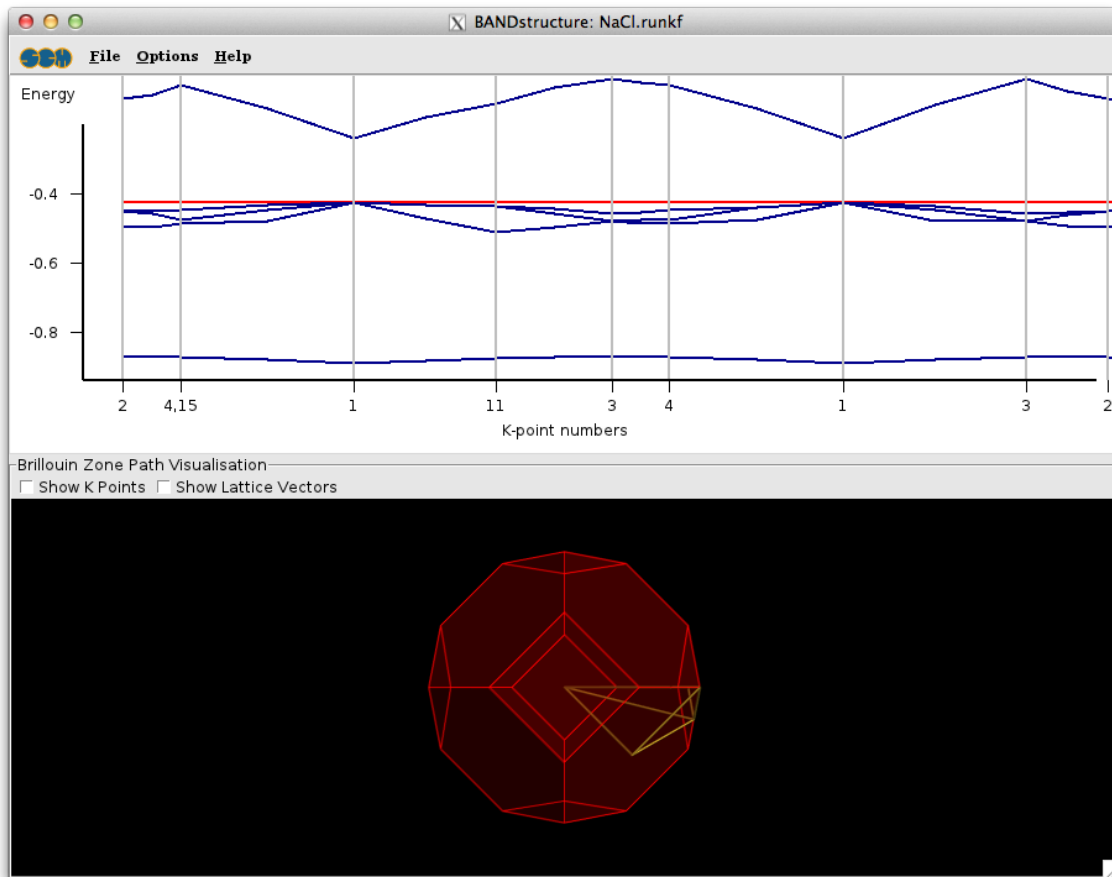 BANDstructure: NaCl.runkf
SCM File Options Help
Energy
-0.4
-0.6
-0.8
2 4,15 1 11 3 4 1 3 2
K-point numbers
Brillouin Zone Path Visualisation
Show K Points Show Lattice Vectors